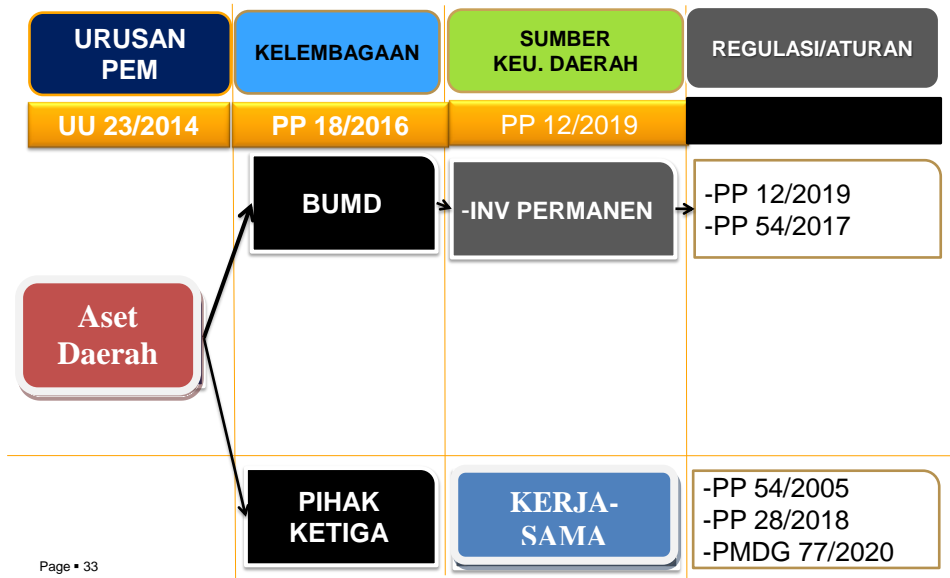 URUSAN
PEM
KELEMBAGAAN
SUMBER
KEU. DAERAH
REGULASI/ATURAN
UU 23/2014
PP 18/2016
PP 12/2019
BUMD
-INV PERMANEN
-PP 12/2019
-PP 54/2017
Aset
Daerah
PIHAK
KETIGA
KERJA-
SAMA
-PP 54/2005
-PP 28/2018
-PMDG 77/2020
Page ▪ 33